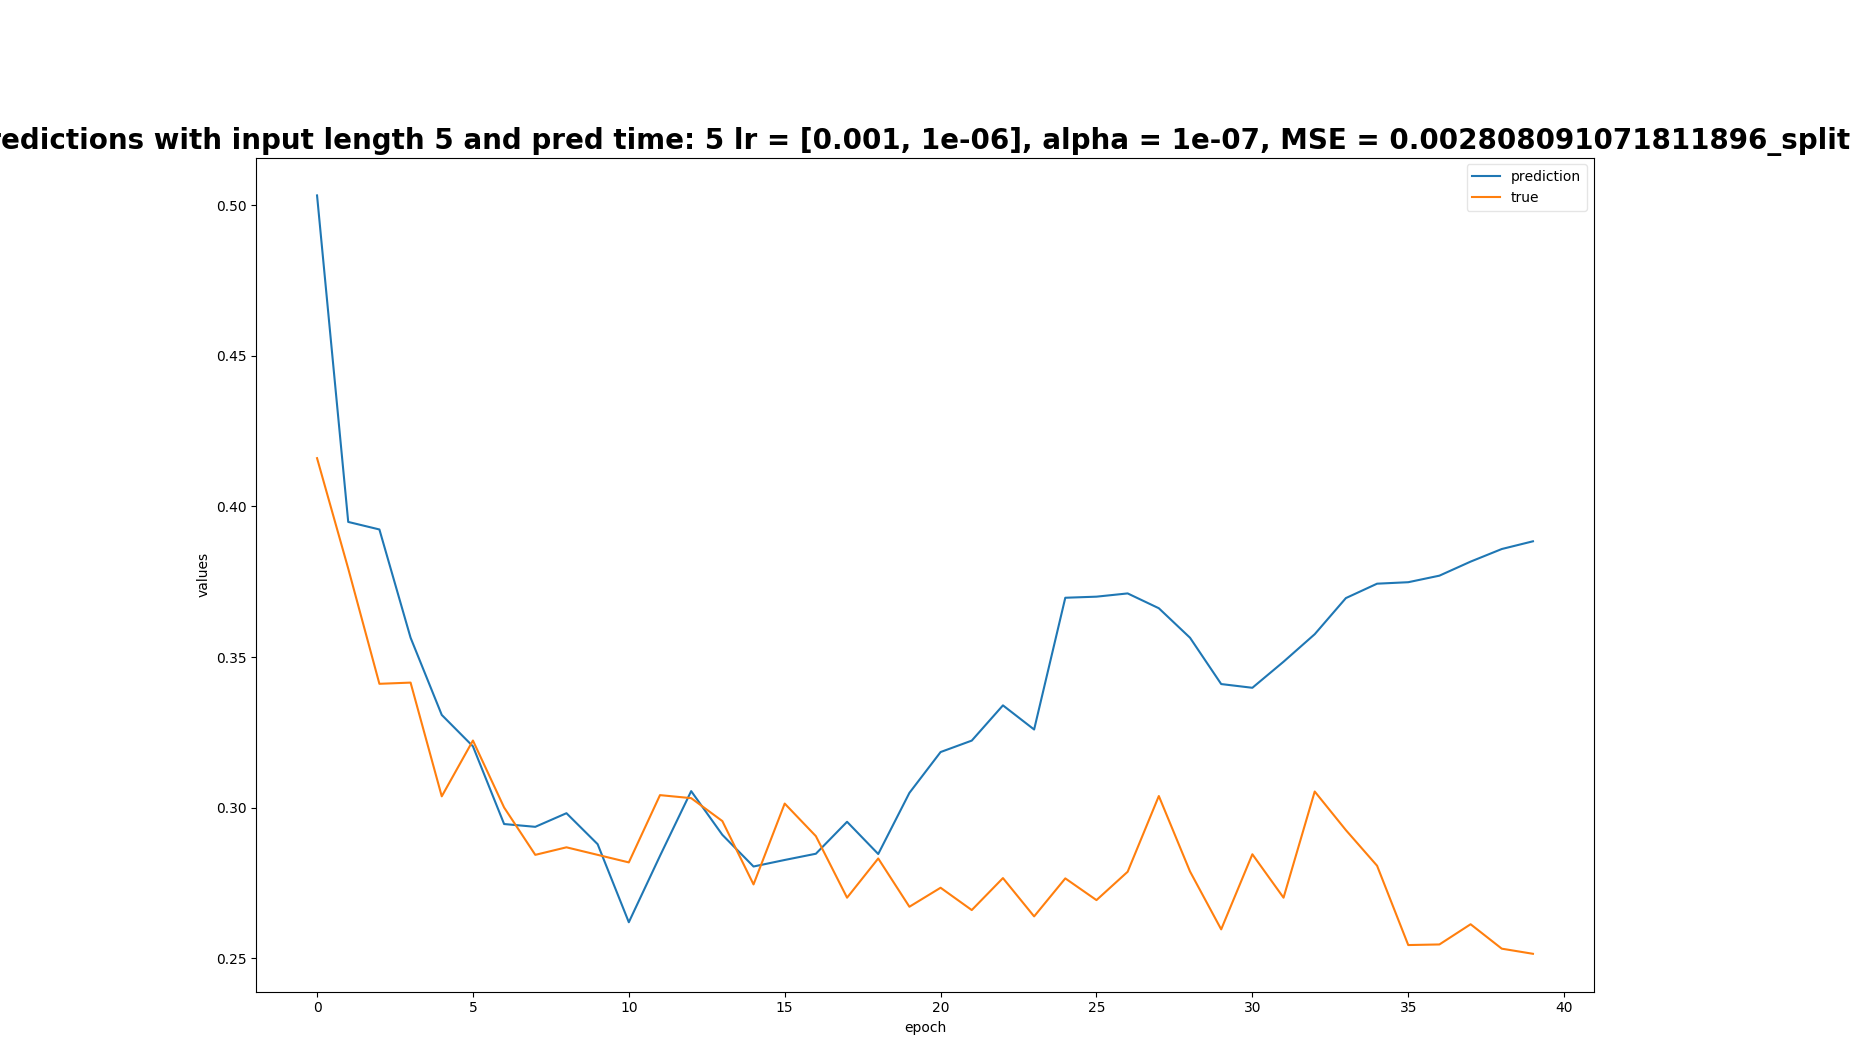 redictions with input length 5 and pred time: 5 lr = [0.001, 1e-06], alpha = 1e-07, MSE = 0.002808091071811896_split
prediction
true
0.50
0.45
0.40
0.35
0.30
0.25
values
0 5 10 15 20 25 30 35 40
epoch